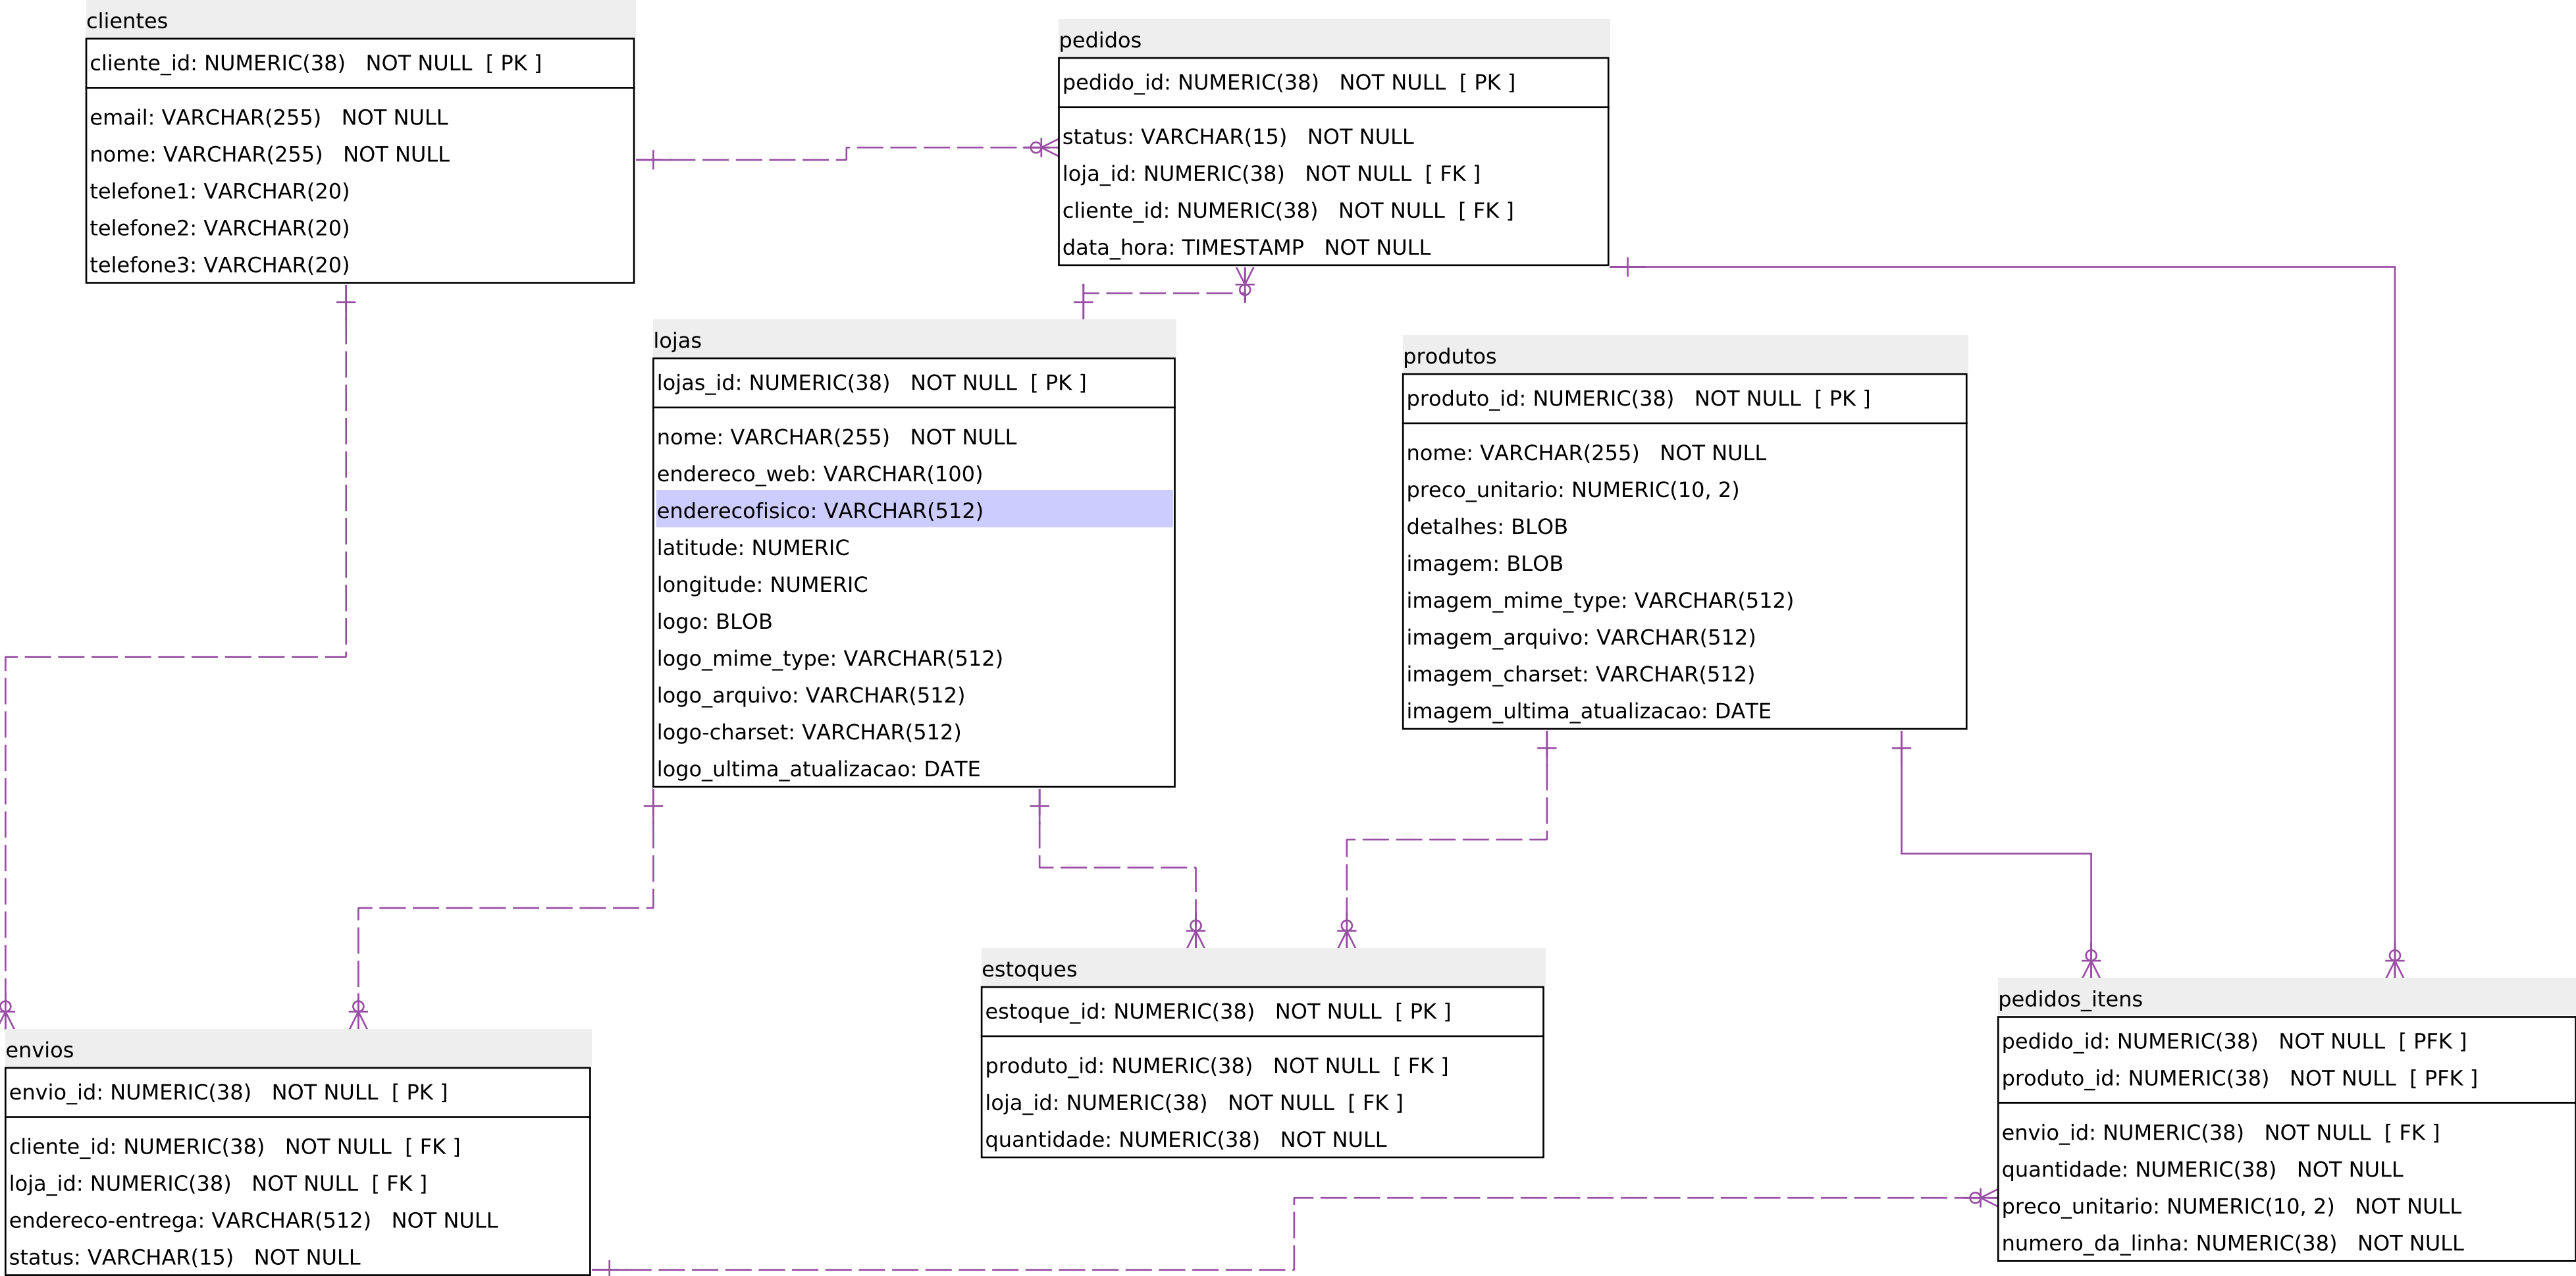 clientes
cliente_id: NUMERIC(38) NOT NULL [ PK ]
email: VARCHAR(255) NOT NULL
nome: VARCHAR(255) NOT NULL
telefone1: VARCHAR(20)
telefone2: VARCHAR(20)
telefone3: VARCHAR(20)
pedidos
pedido_id: NUMERIC(38) NOT NULL [ PK ]
status: VARCHAR(15) NOT NULL
loja_id: NUMERIC(38) NOT NULL [ FK ]
cliente_id: NUMERIC(38) NOT NULL [ FK ]
data_hora: TIMESTAMP NOT NULL
lojas
lojas_id: NUMERIC(38) NOT NULL [ PK ]
nome: VARCHAR(255) NOT NULL
endereco_web: VARCHAR(100)
enderecofisico: VARCHAR(512)
latitude: NUMERIC
longitude: NUMERIC
logo: BLOB
logo_mime_type: VARCHAR(512)
logo_arquivo: VARCHAR(512)
logo-charset: VARCHAR(512)
logo_ultima_atualizacao: DATE
produtos
produto_id: NUMERIC(38) NOT NULL [ PK ]
nome: VARCHAR(255) NOT NULL
preco_unitario: NUMERIC(10, 2)
detalhes: BLOB
imagem: BLOB
imagem_mime_type: VARCHAR(512)
imagem_arquivo: VARCHAR(512)
imagem_charset: VARCHAR(512)
imagem_ultima_atualizacao: DATE
envios
envio_id: NUMERIC(38) NOT NULL [ PK ]
cliente_id: NUMERIC(38) NOT NULL [ FK ]
loja_id: NUMERIC(38) NOT NULL [ FK ]
endereco-entrega: VARCHAR(512) NOT NULL
status: VARCHAR(15) NOT NULL
estoques
estoque_id: NUMERIC(38) NOT NULL [ PK ]
produto_id: NUMERIC(38) NOT NULL [ FK ]
loja_id: NUMERIC(38) NOT NULL [ FK ]
quantidade: NUMERIC(38) NOT NULL
pedidos_itens
pedido_id: NUMERIC(38) NOT NULL [ PFK ]
produto_id: NUMERIC(38) NOT NULL [ PFK ]
envio_id: NUMERIC(38) NOT NULL [ FK ]
quantidade: NUMERIC(38) NOT NULL
preco_unitario: NUMERIC(10, 2) NOT NULL
numero_da_linha: NUMERIC(38) NOT NULL